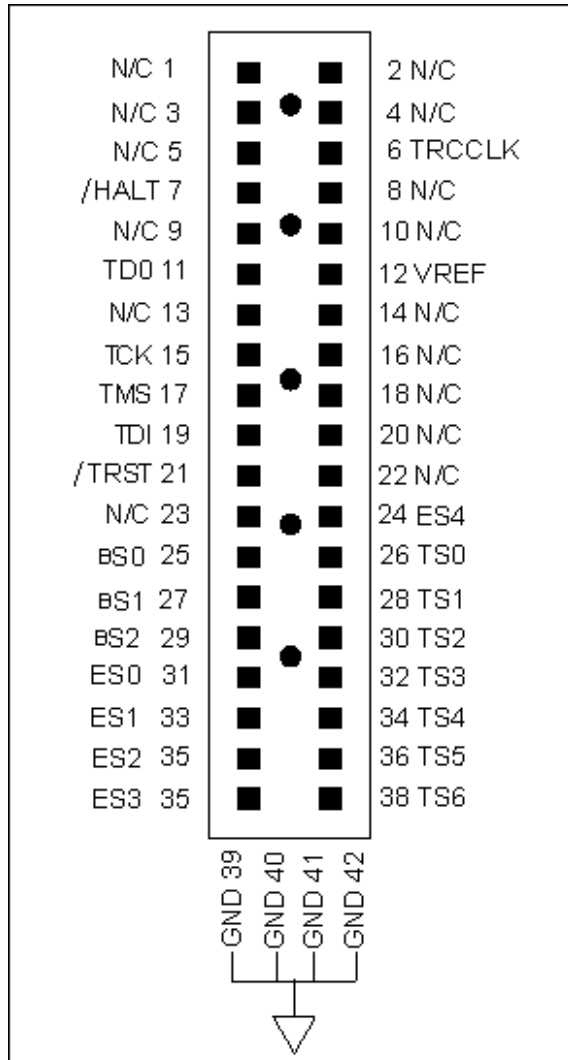 N/C 1 2 N/C
N/C 3 4 N/C
N/C 5 6 TRCCLK
/HALT 7 8 N/C
N/C 9 10 N/C
TD0 11 12 VREF
N/C 13 14 N/C
TCK 15 16 N/C
TMS 17 18 N/C
TDI 19 20 N/C
/TRST 21 22 N/C
N/C 23 24 ES4
BS0 25 26 TS0
BS1 27 28 TS1
BS2 29 30 TS2
ES0 31 32 TS3
ES1 33 34 TS4
ES2 35 36 TS5
ES3 35 38 TS6
GND 39
GND 40
GND 41
GND 42